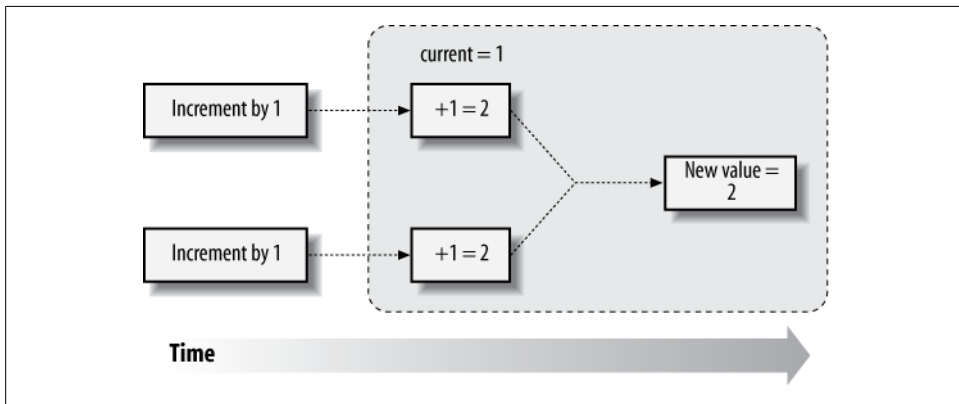 current = 1
Increment by 1
+1 = 2
New value =
2
Increment by 1
+1 = 2
Time